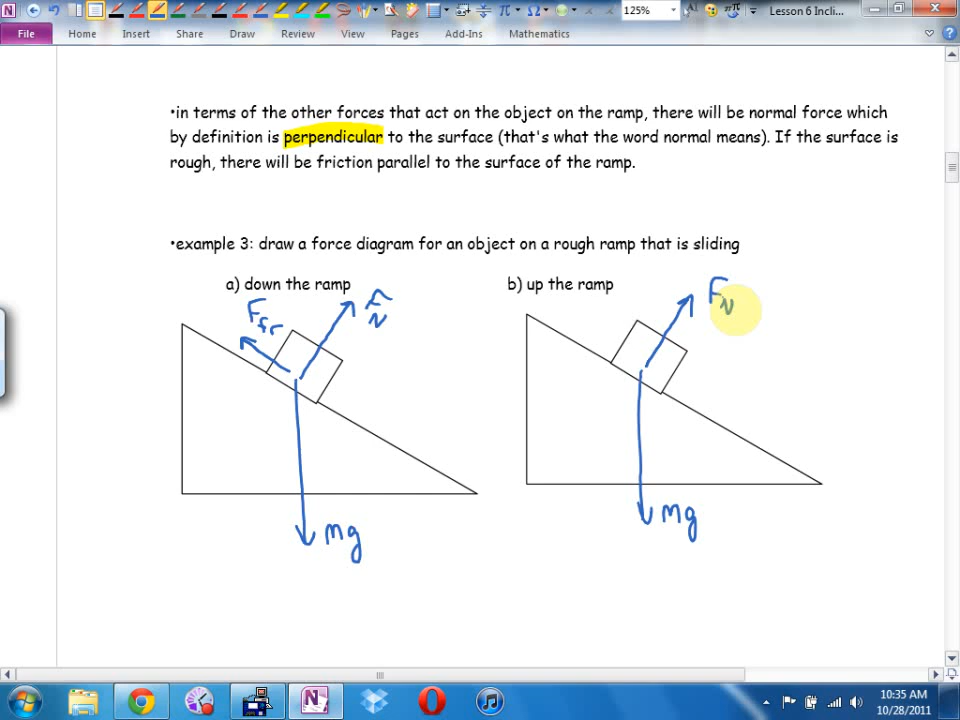 125%
Lesson 6 Incli...
File Home Insert Share Draw Review View Pages Add-Ins Mathematics
•in terms of the other forces that act on the object on the ramp, there will be normal force which
by definition is perpendicular to the surface (that's what the word normal means). If the surface is
rough, there will be friction parallel to the surface of the ramp.
•example 3: draw a force diagram for an object on a rough ramp that is sliding
a) down the ramp
b) up the ramp
Ffr
FN
FN
mg
mg
10:35 AM
10/28/2011